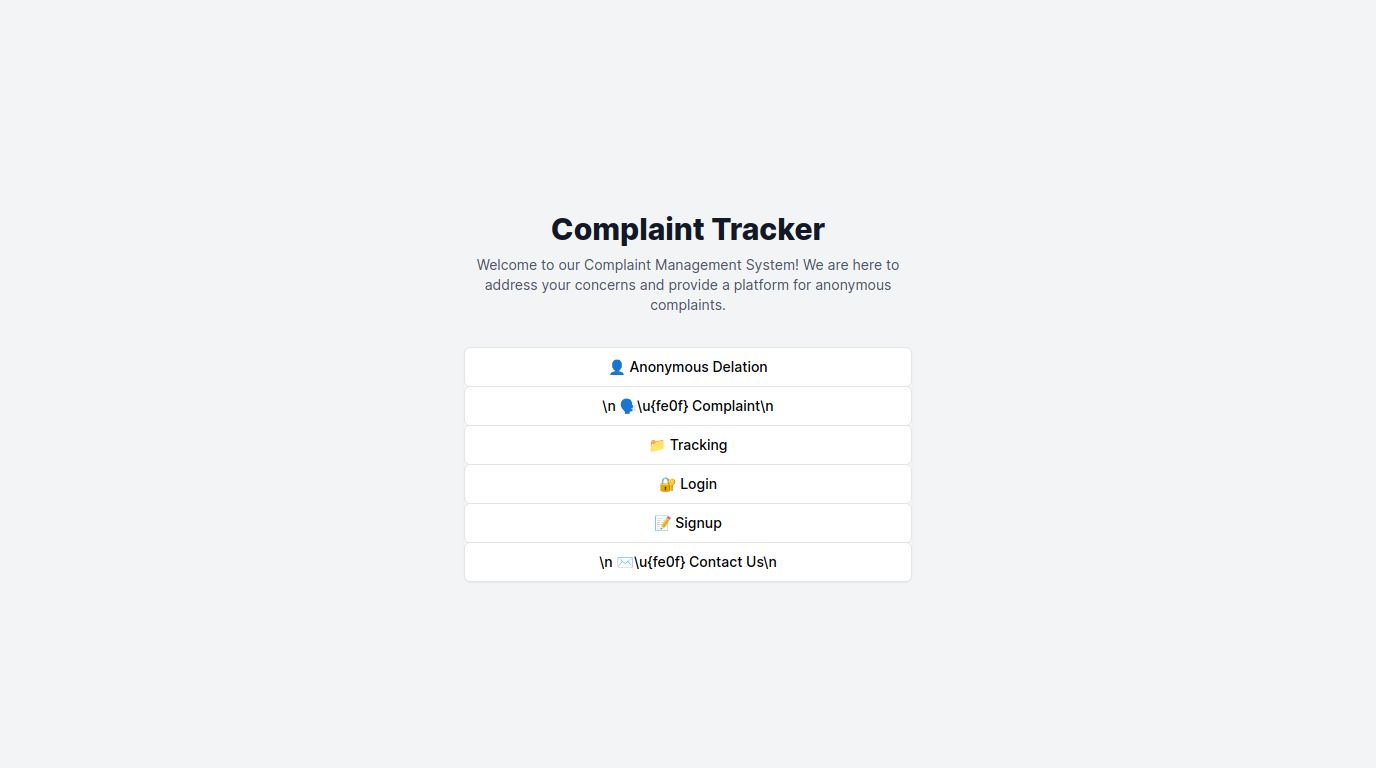 Complaint Tracker
Welcome to our Complaint Management System! We are here to
address your concerns and provide a platform for anonymous
complaints.
👤 Anonymous Delation
\n 🗣\u{fe0f} Complaint\n
📁 Tracking
🔐 Login
📝 Signup
\n ✉\u{fe0f} Contact Us\n